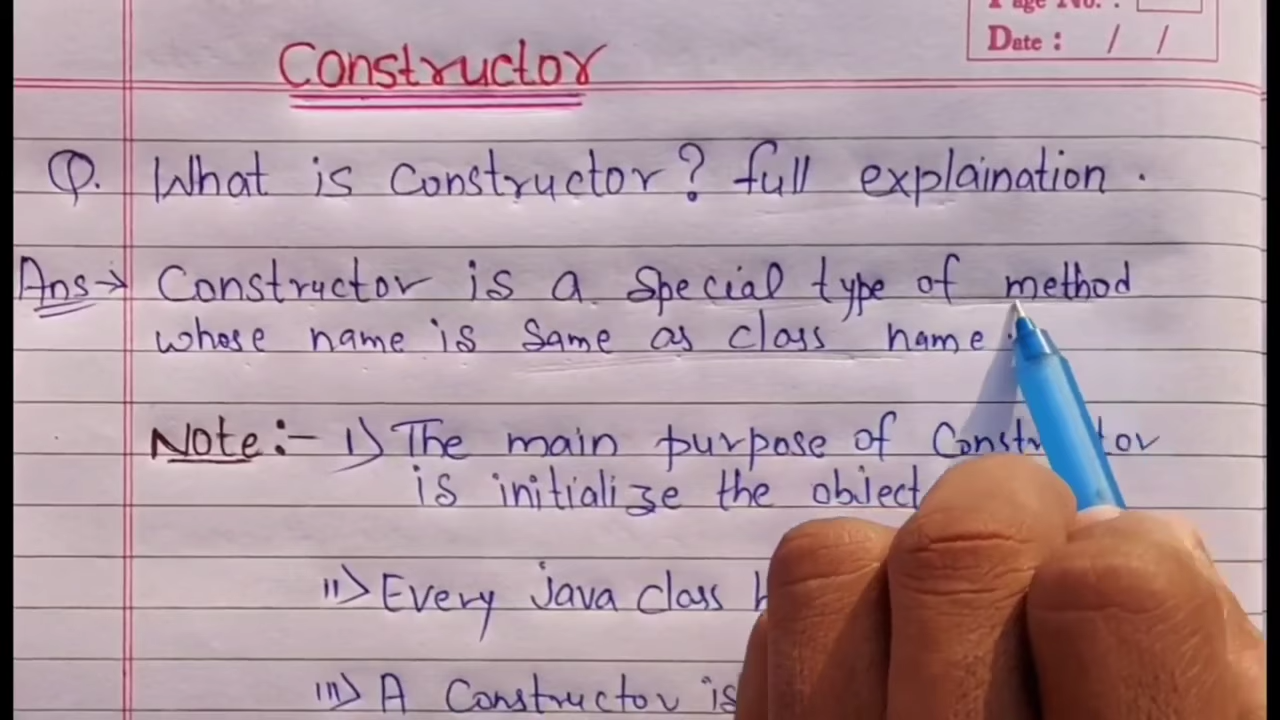 Page No. :
Date : / /
Constructor
Q. What is constructor? full explaination .
Ans→ Constructor is a special type of method
whose name is same as class name
Note:- i) The main purpose of
is initialize the object
ii) Every java class
iii) A Constructor is